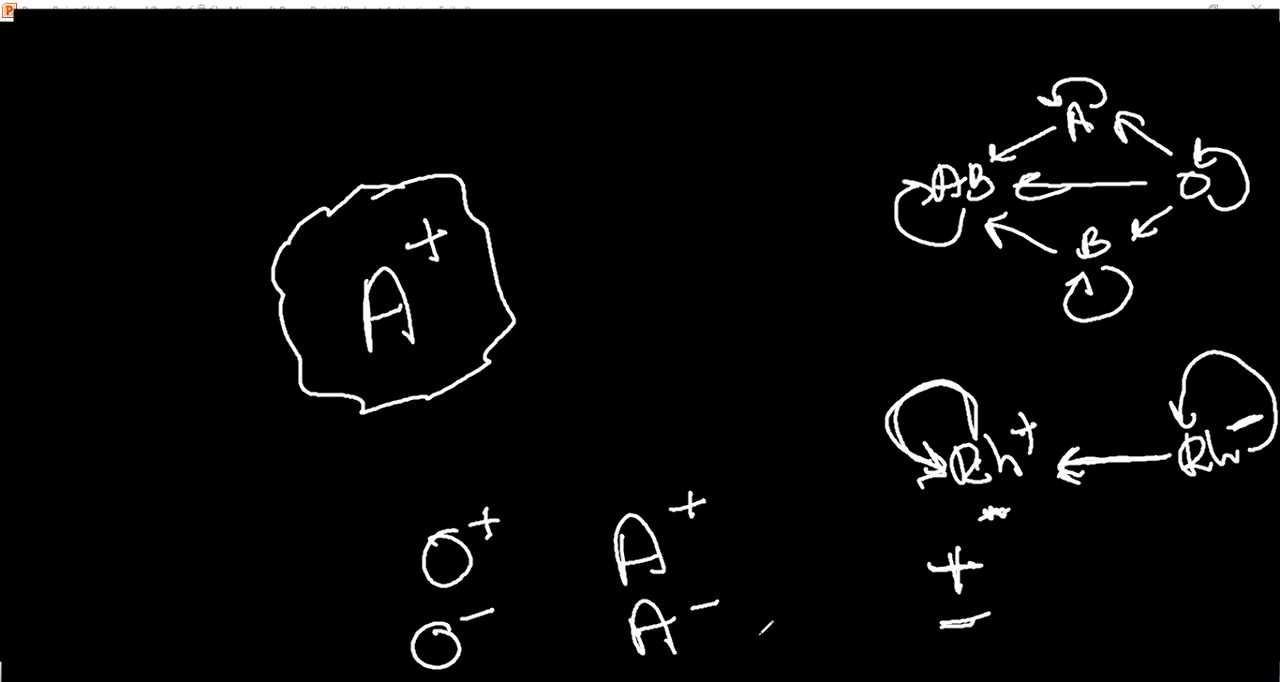 A
AB O
B
A+
Rh+ Rh-
O+ A+ +
O- A- -